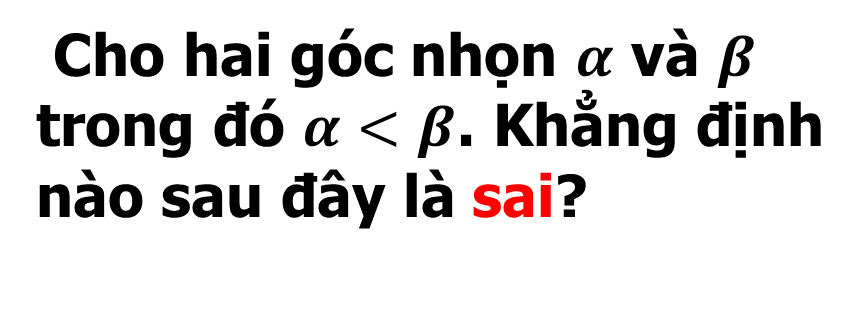 Cho hai góc nhọn 𝜶 và 𝜷
trong đó 𝜶 < 𝜷. Khẳng định
nào sau đây là sai?